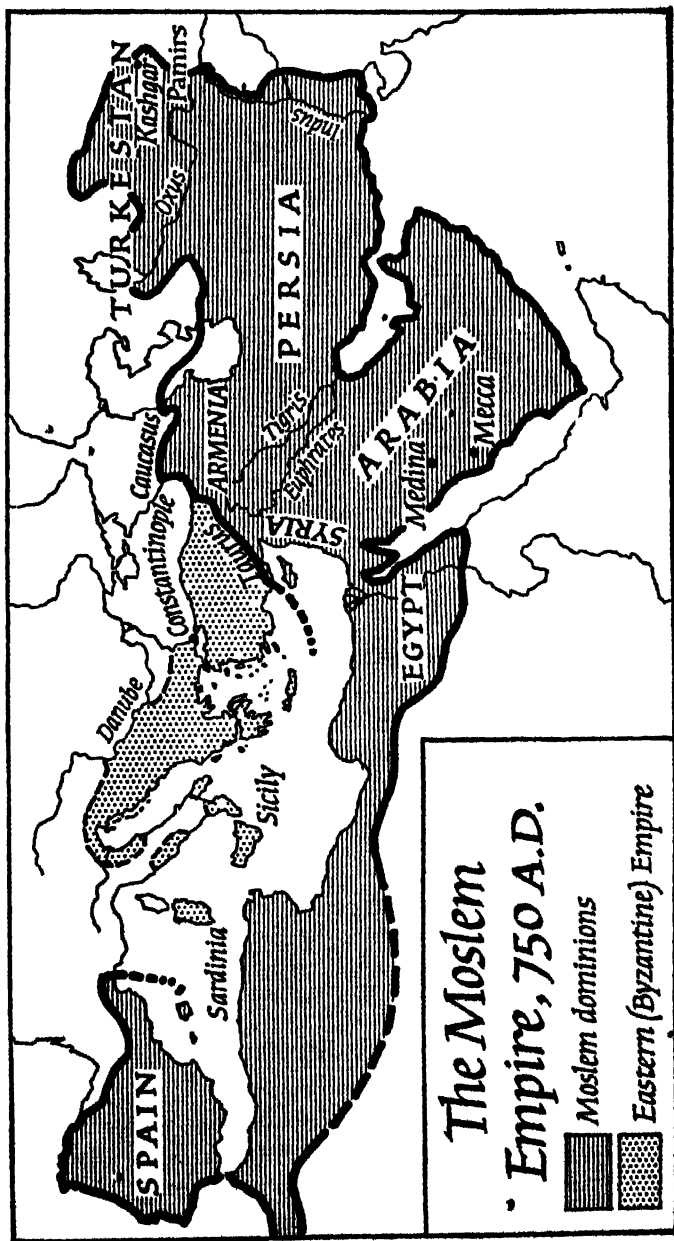 TURKESTAN
Kashgar
Pamirs
Oxus
Indus
PERSIA
Caucasus
ARMENIA
Tigris
Euphrates
ARABIA
Medina
Mecca
SYRIA
Taurus
Constantinople
Danube
EGYPT
Sicily
Sardinia
SPAIN
The Moslem
Empire, 750 A.D.
Moslem dominions
Eastern (Byzantine) Empire